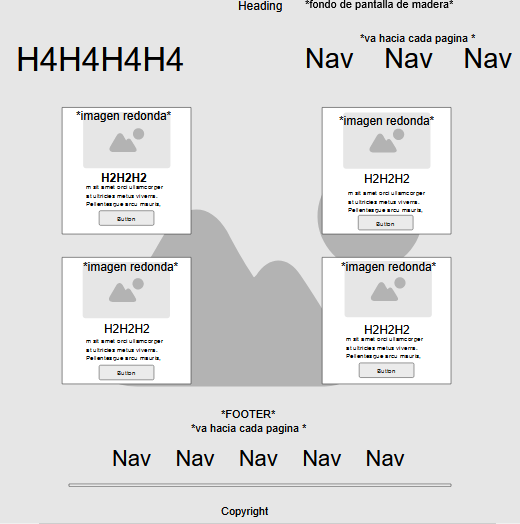 Heading *fondo de pantalla de madera*
*va hacia cada pagina *
H4H4H4H4 Nav Nav Nav
*imagen redonda*
H2H2H2
m sit amet orci ullamcorper
at ultricies metus viverra.
Pellentesque arcu mauris,
Button
*imagen redonda*
H2H2H2
m sit amet orci ullamcorper
at ultricies metus viverra.
Pellentesque arcu mauris,
Button
*imagen redonda*
H2H2H2
m sit amet orci ullamcorper
at ultricies metus viverra.
Pellentesque arcu mauris,
Button
*imagen redonda*
H2H2H2
m sit amet orci ullamcorper
at ultricies metus viverra.
Pellentesque arcu mauris,
Button
*FOOTER*
*va hacia cada pagina *
Nav Nav Nav Nav Nav
Copyright